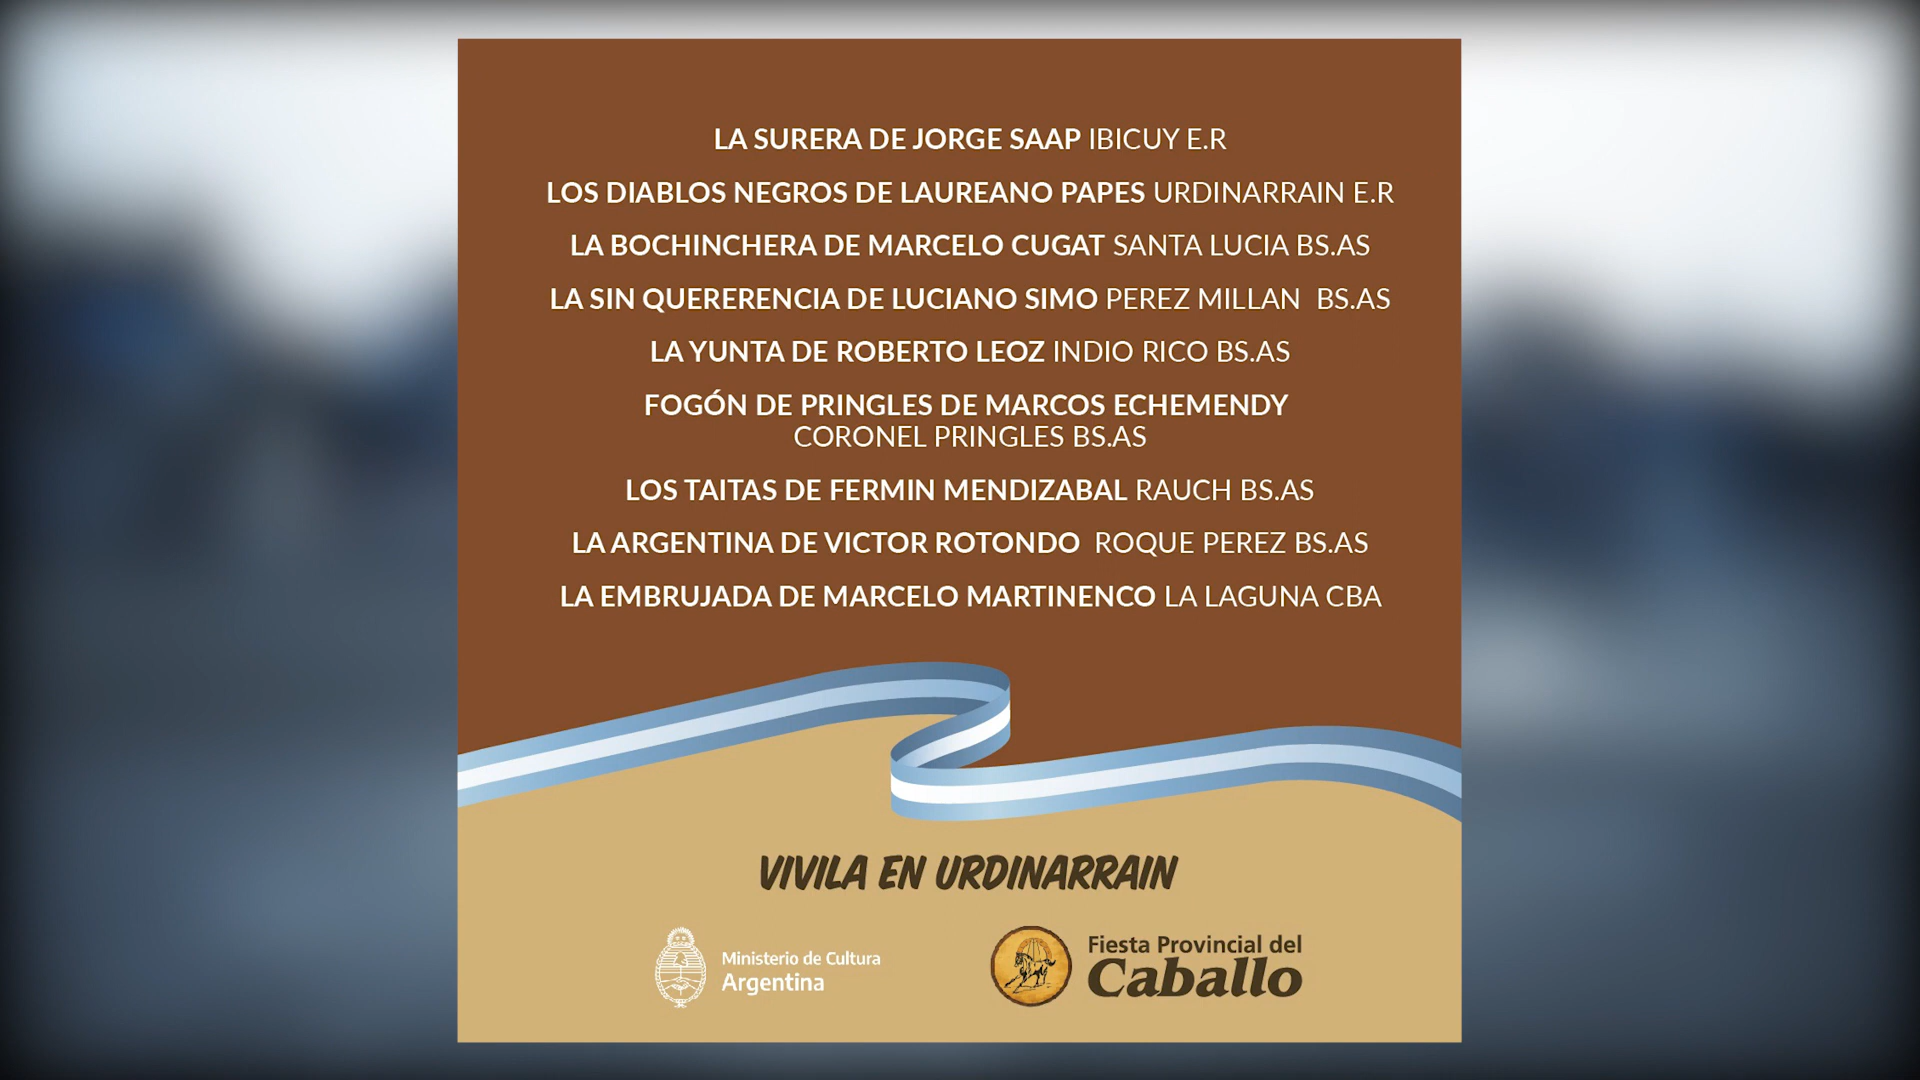 LA SURERA DE JORGE SAAP IBICUY E.R
LOS DIABLOS NEGROS DE LAUREANO PAPES URDINARRAIN E.R
LA BOCHINCHERA DE MARCELO CUGAT SANTA LUCIA BS.AS
LA SIN QUERERENCIA DE LUCIANO SIMO PEREZ MILLAN BS.AS
LA YUNTA DE ROBERTO LEOZ INDIO RICO BS.AS
FOGÓN DE PRINGLES DE MARCOS ECHEMENDY
CORONEL PRINGLES BS.AS
LOS TAITAS DE FERMIN MENDIZABAL RAUCH BS.AS
LA ARGENTINA DE VICTOR ROTONDO ROQUE PEREZ BS.AS
LA EMBRUJADA DE MARCELO MARTINENCO LA LAGUNA CBA
VIVILA EN URDINARRAIN
Ministerio de Cultura
Argentina
Fiesta Provincial del
Caballo